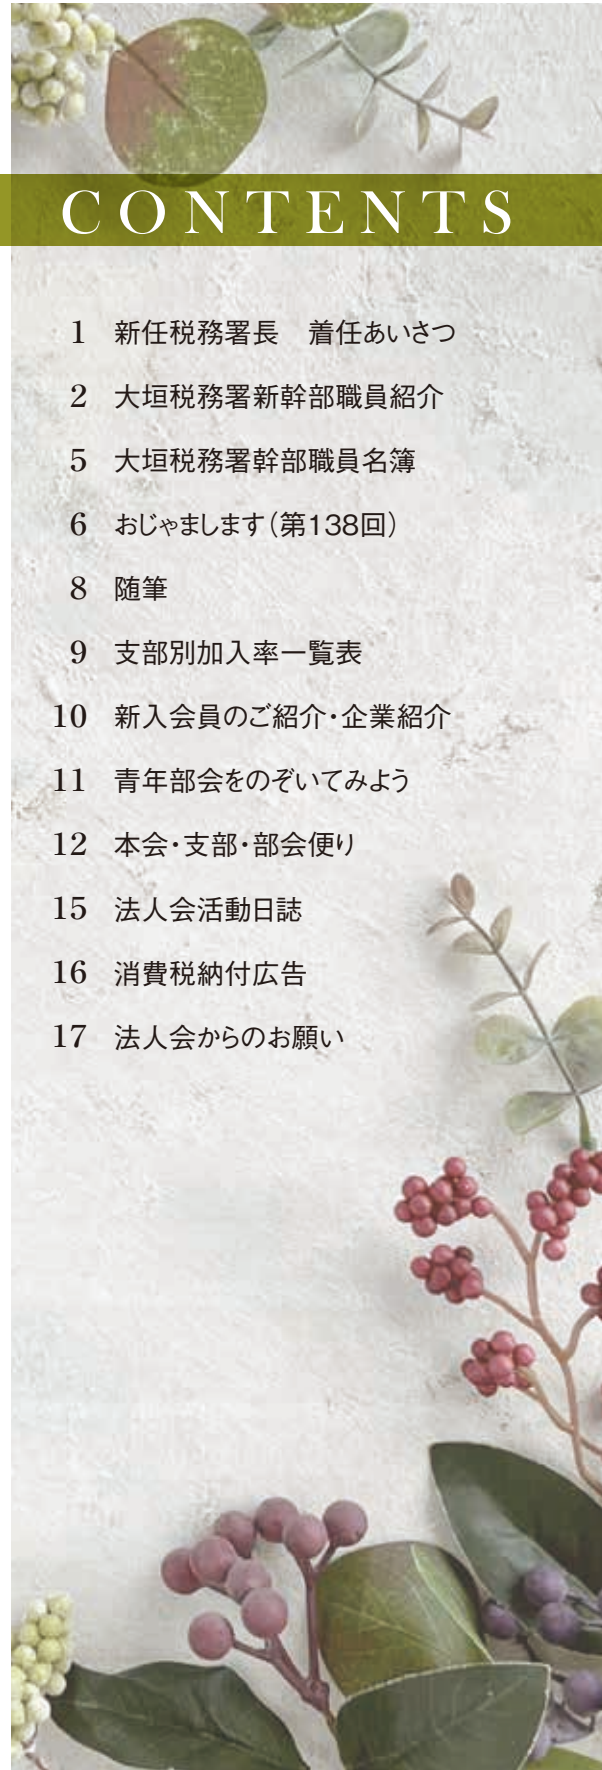 CONTENTS
1 新任税務署長　着任あいさつ
2 大垣税務署新幹部職員紹介
5 大垣税務署幹部職員名簿
6 おじゃまします（第138回）
8 随筆
9 支部別加入率一覧表
10 新入会員のご紹介・企業紹介
11 青年部会をのぞいてみよう
12 本会・支部・部会便り
15 法人会活動日誌
16 消費税納付広告
17 法人会からのお願い